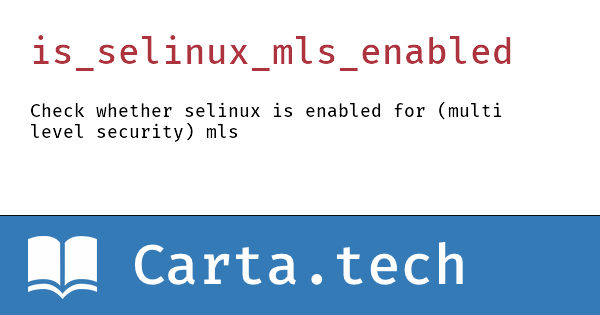 is_selinux_mls_enabled
Check whether selinux is enabled for (multi
level security) mls
Carta.tech